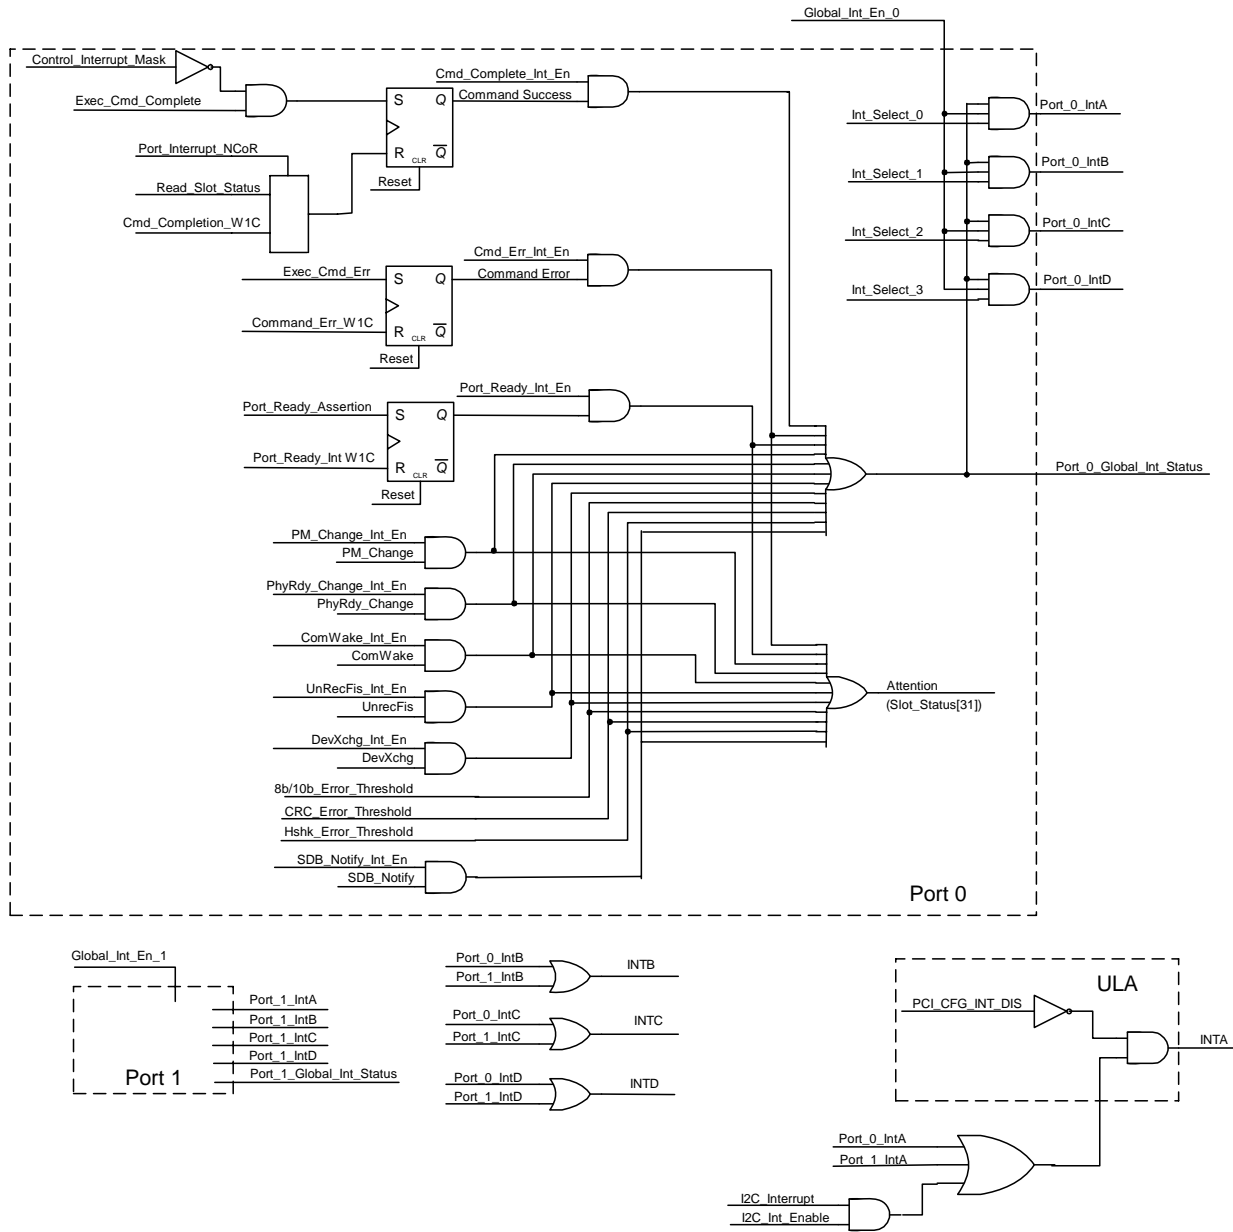 Global_Int_En_0
Control_Interrupt_Mask
Exec_Cmd_Complete
S Q
R CLR Q
Reset
Cmd_Complete_Int_En
Command Success
Port_Interrupt_NCoR
Read_Slot_Status
Cmd_Completion_W1C
Int_Select_0
Port_0_IntA
Int_Select_1
Port_0_IntB
Int_Select_2
Port_0_IntC
Int_Select_3
Port_0_IntD
Exec_Cmd_Err
Command_Err_W1C
S Q
R CLR Q
Reset
Cmd_Err_Int_En
Command Error
Port_Ready_Assertion
Port_Ready_Int W1C
S Q
R CLR Q
Reset
Port_Ready_Int_En
Port_0_Global_Int_Status
PM_Change_Int_En
PM_Change
PhyRdy_Change_Int_En
PhyRdy_Change
ComWake_Int_En
ComWake
UnRecFis_Int_En
UnrecFis
DevXchg_Int_En
DevXchg
8b/10b_Error_Threshold
CRC_Error_Threshold
Hshk_Error_Threshold
SDB_Notify_Int_En
SDB_Notify
Attention
(Slot_Status[31])
Port 0
Global_Int_En_1
Port_1_IntA
Port_1_IntB
Port_1_IntC
Port_1_IntD
Port_1_Global_Int_Status
Port 1
Port_0_IntB
Port_1_IntB
INTB
Port_0_IntC
Port_1_IntC
INTC
Port_0_IntD
Port_1_IntD
INTD
ULA
PCI_CFG_INT_DIS
INTA
Port_0_IntA
Port_1_IntA
I2C_Interrupt
I2C_Int_Enable